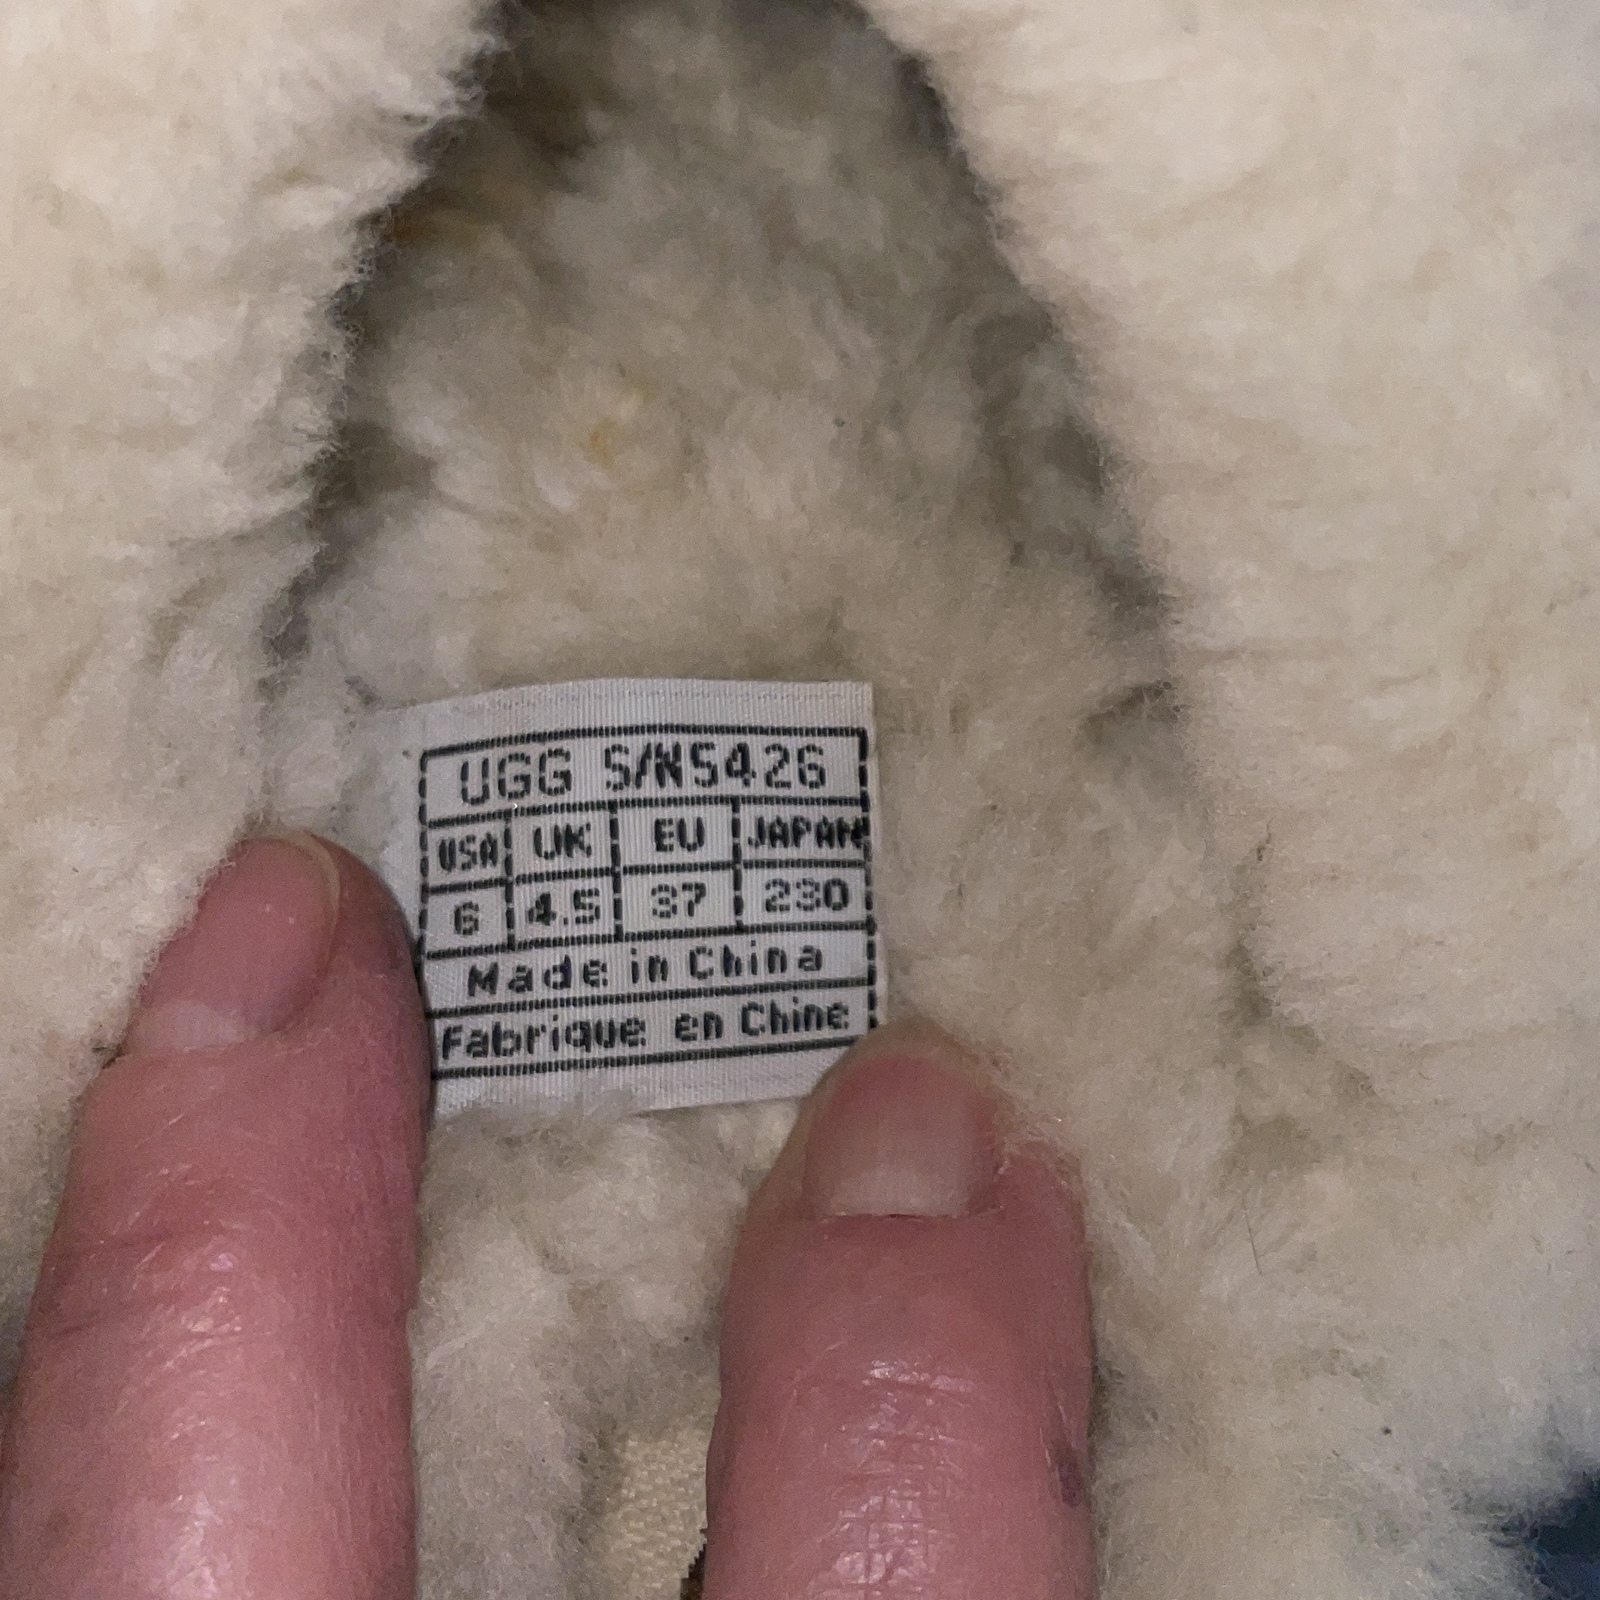 UGG S/N5426
USA UK EU JAPAN
6 4.5 37 230
Made in China
Fabrique en Chine